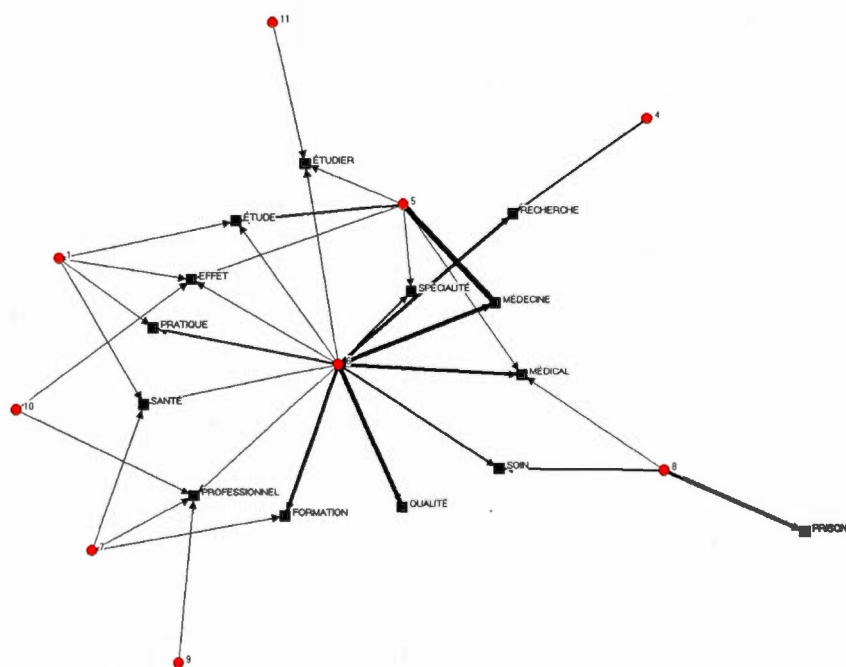 11
4
ÉTUDIER
5
RECHERCHE
ÉTUDE
1
EFFET
SPÉCIALITÉ
MÉDECINE
PRATIQUE
MÉDICAL
SANTÉ
10
SOIN
8
PROFESSIONNEL
QUALITÉ
FORMATION
PRISON
7
9